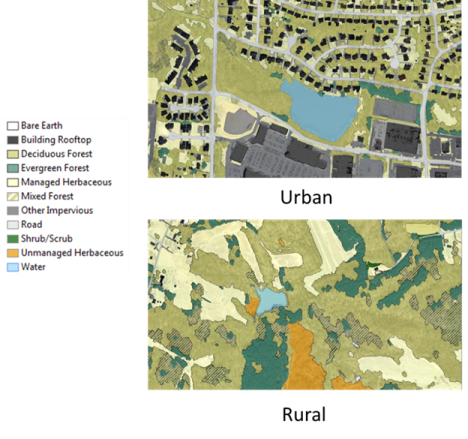 Bare Earth
Building Rooftop
Deciduous Forest
Evergreen Forest
Managed Herbaceous
Mixed Forest
Other Impervious
Road
Shrub/Scrub
Unmanaged Herbaceous
Water
Urban
Rural